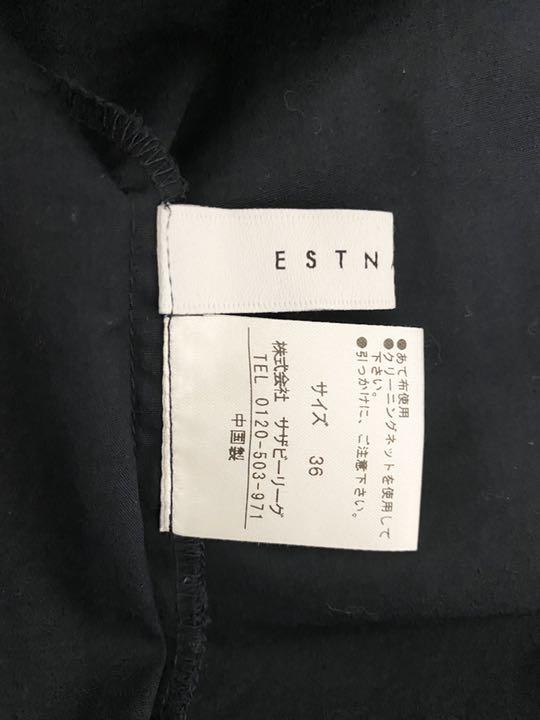 ESTNA
●あて布使用
●クリーニングネットを使用して
下さい。
●引っかけに、ご注意下さい。
サイズ 36
株式会社 サザビーリーグ
TEL 0120-503-971
中国製